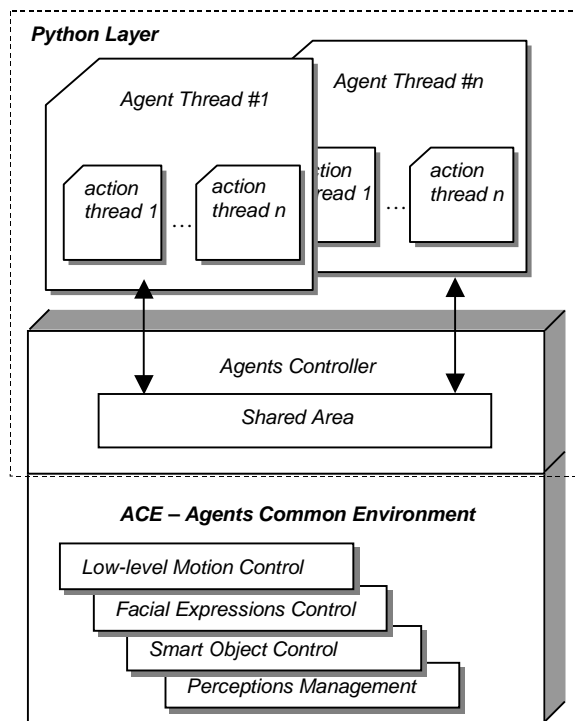 Python Layer
Agent Thread #1
Agent Thread #n
action
thread 1
...
action
thread n
action
thread 1
...
action
thread n
Agents Controller
Shared Area
ACE – Agents Common Environment
Low-level Motion Control
Facial Expressions Control
Smart Object Control
Perceptions Management